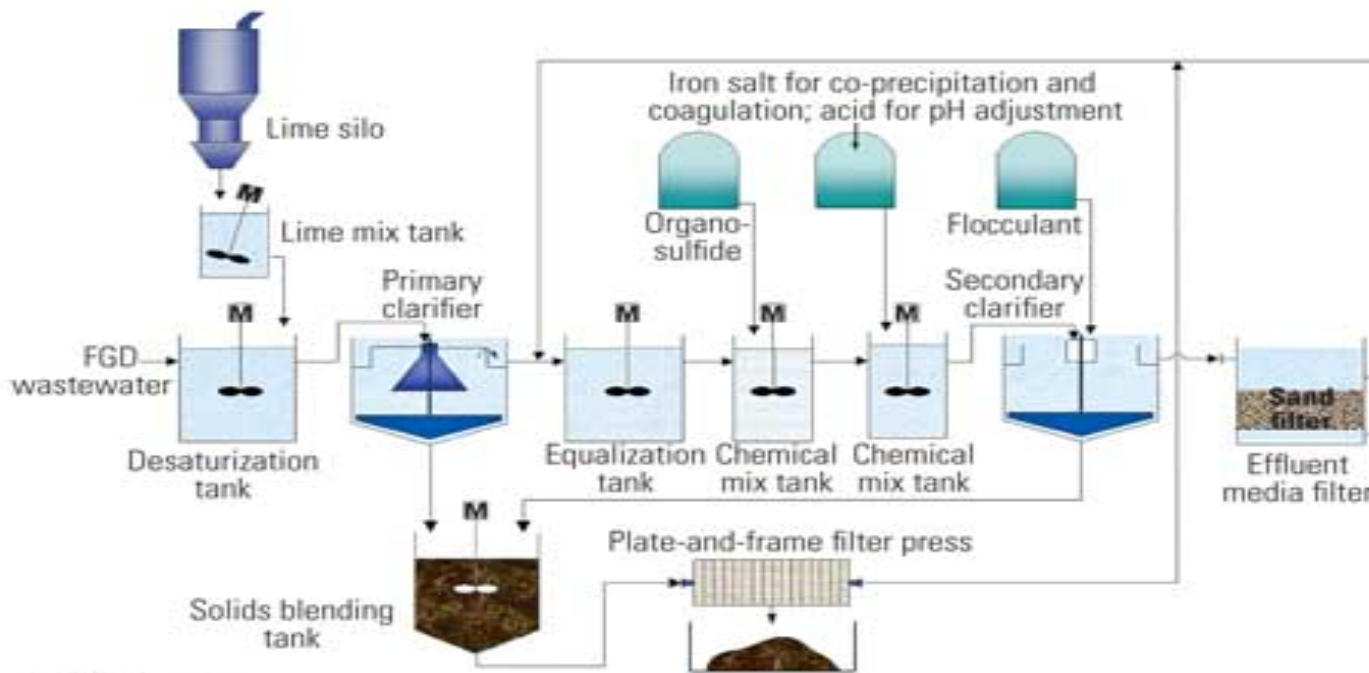 Iron salt for co-precipitation and
coagulation; acid for pH adjustment
Lime silo
M
Lime mix tank
Organo-
sulfide
Flocculant
Primary
clarifier
Secondary
clarifier
M
M
M
M
FGD
wastewater
Sand
filter
Desaturization
tank
Equalization
tank
Chemical
mix tank
Chemical
mix tank
Effluent
media filter
M
Plate-and-frame filter press
Solids blending
tank